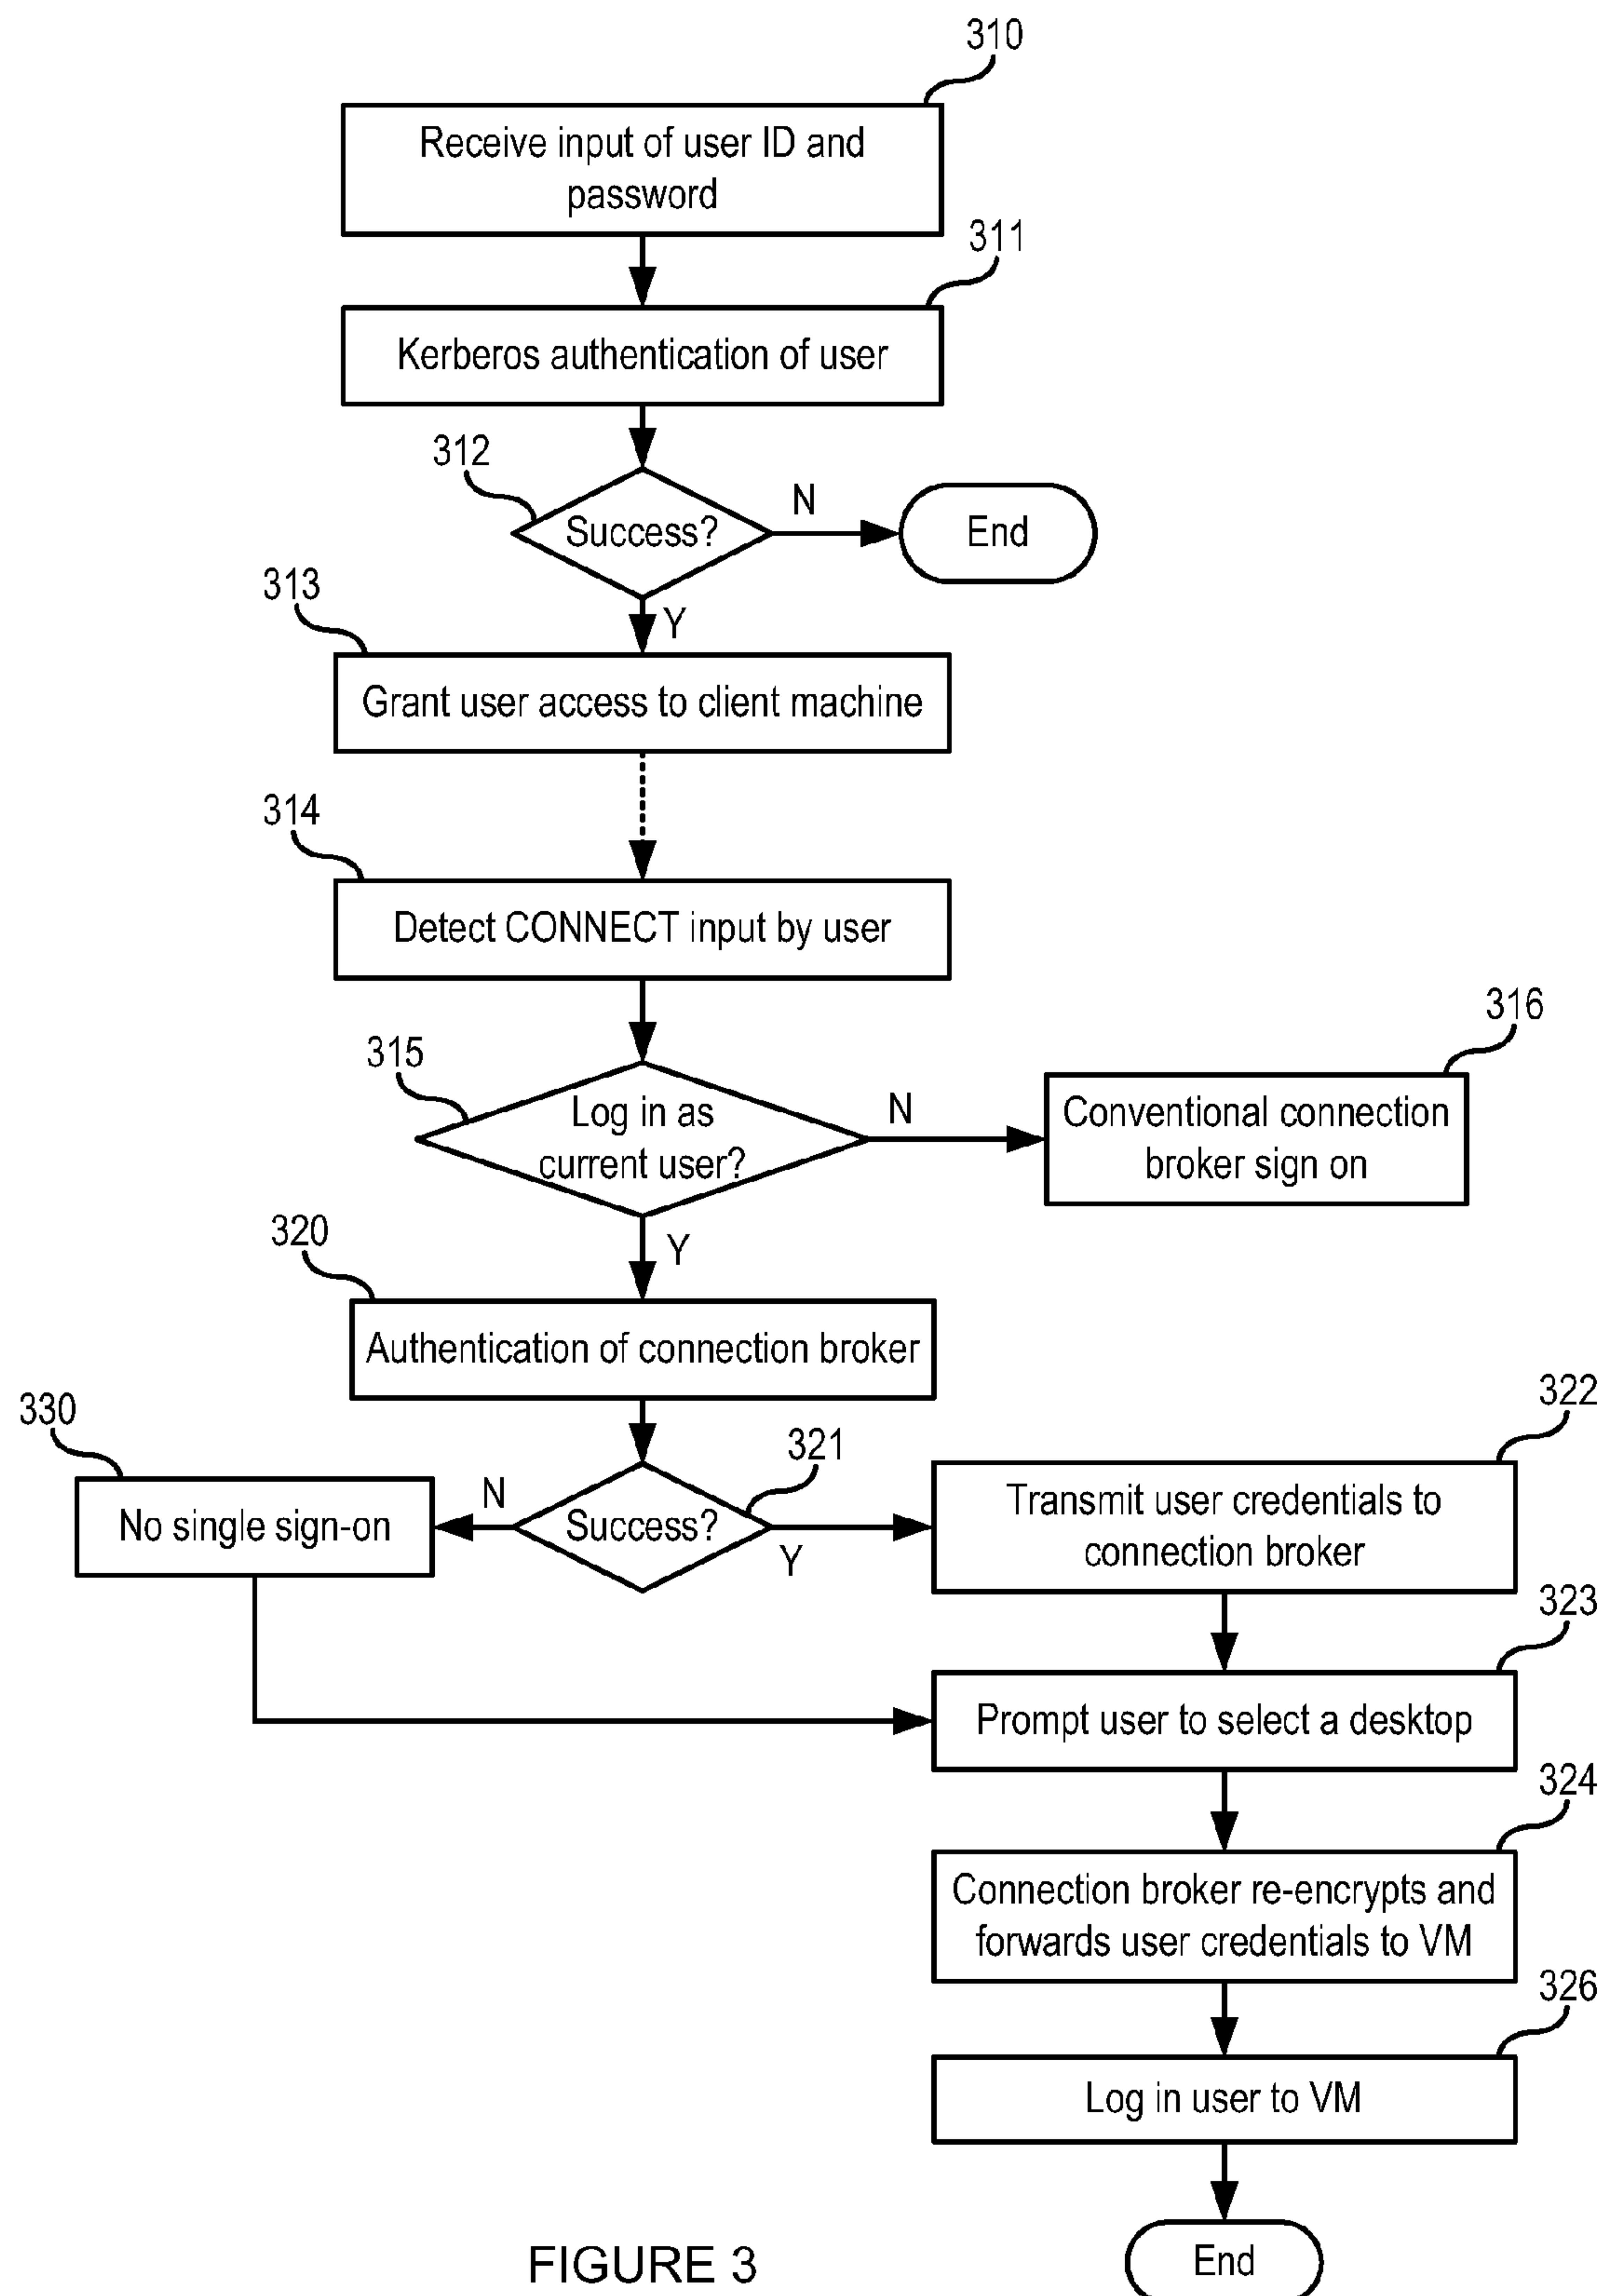 310
Receive input of user ID and
password
311
Kerberos authentication of user
312
Success?
N
End
313
Y
Grant user access to client machine
314
Detect CONNECT input by user
315
Log in as
current user?
N
316
Conventional connection
broker sign on
320
Y
Authentication of connection broker
330
No single sign-on
N
321
Success?
Y
322
Transmit user credentials to
connection broker
323
Prompt user to select a desktop
324
Connection broker re-encrypts and
forwards user credentials to VM
326
Log in user to VM
End
FIGURE 3